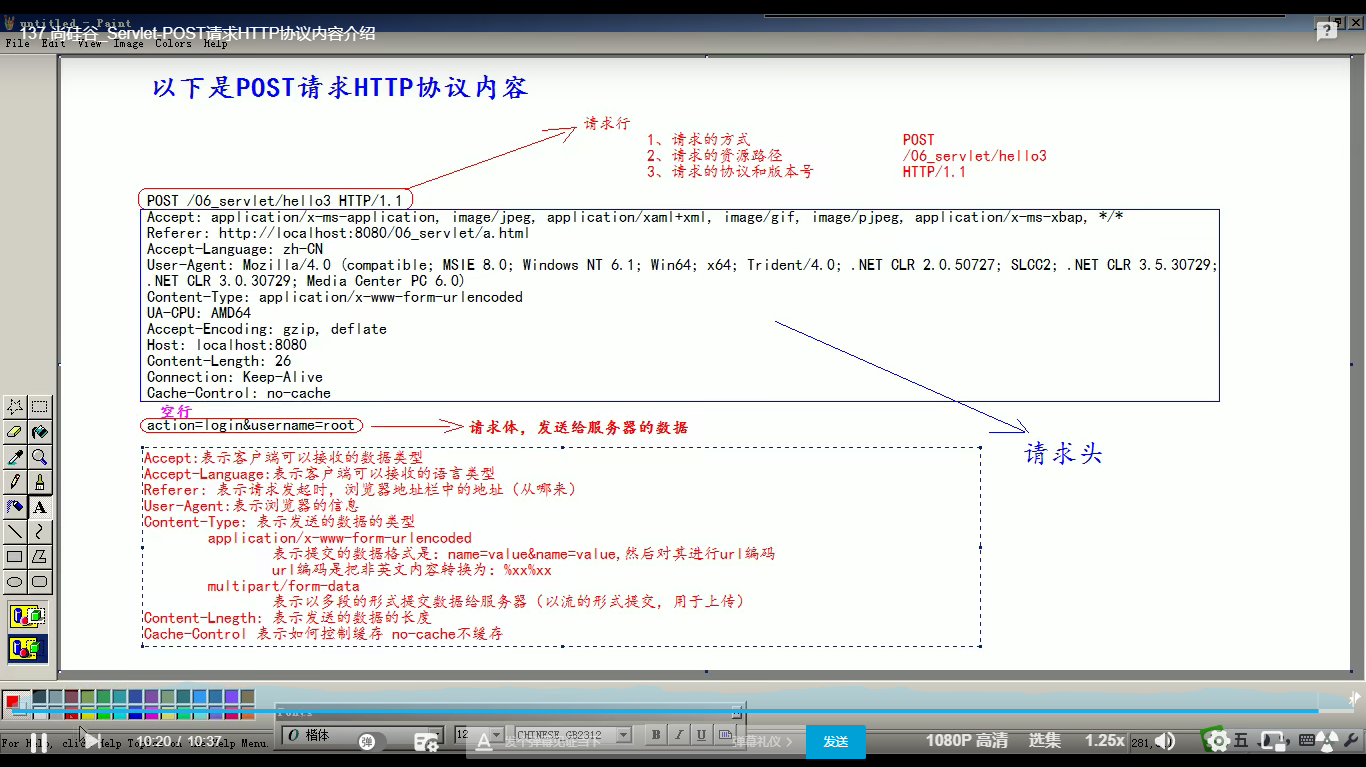 untitled - Paint
137.尚硅谷_Servlet-POST请求HTTP协议内容介绍
File Edit View Image Colors Help
以下是POST请求HTTP协议内容
请求行
1、请求的方式 POST
2、请求的资源路径 /06_servlet/hello3
3、请求的协议和版本号 HTTP/1.1
POST /06_servlet/hello3 HTTP/1.1
Accept: application/x-ms-application, image/jpeg, application/xaml+xml, image/gif, image/pjpeg, application/x-ms-xbap, */*
Referer: http://localhost:8080/06_servlet/a.html
Accept-Language: zh-CN
User-Agent: Mozilla/4.0 (compatible; MSIE 8.0; Windows NT 6.1; Win64; x64; Trident/4.0; .NET CLR 2.0.50727; SLCC2; .NET CLR 3.5.30729;
.NET CLR 3.0.30729; Media Center PC 6.0)
Content-Type: application/x-www-form-urlencoded
UA-CPU: AMD64
Accept-Encoding: gzip, deflate
Host: localhost:8080
Content-Length: 26
Connection: Keep-Alive
Cache-Control: no-cache
空行
action=login&username=root
请求体，发送给服务器的数据
请求头
Accept:表示客户端可以接收的数据类型
Accept-Language:表示客户端可以接收的语言类型
Referer: 表示请求发起时，浏览器地址栏中的地址（从哪来）
User-Agent:表示浏览器的信息
Content-Type: 表示发送的数据的类型
application/x-www-form-urlencoded
表示提交的数据格式是：name=value&name=value,然后对其进行url编码
url编码是把非英文内容转换为：%xx%xx
multipart/form-data
表示以多段的形式提交数据给服务器（以流的形式提交，用于上传）
Content-Lnegth: 表示发送的数据的长度
Cache-Control 表示如何控制缓存 no-cache不缓存
Fonts
楷体 12 CHINESE_GB2312 B I U
For Help, click Help Topics on the Help Menu.
10:20 / 10:37
弹
发个弹幕见证当下
弹幕礼仪
发送
1080P 高清
选集
1.25x
281,
五